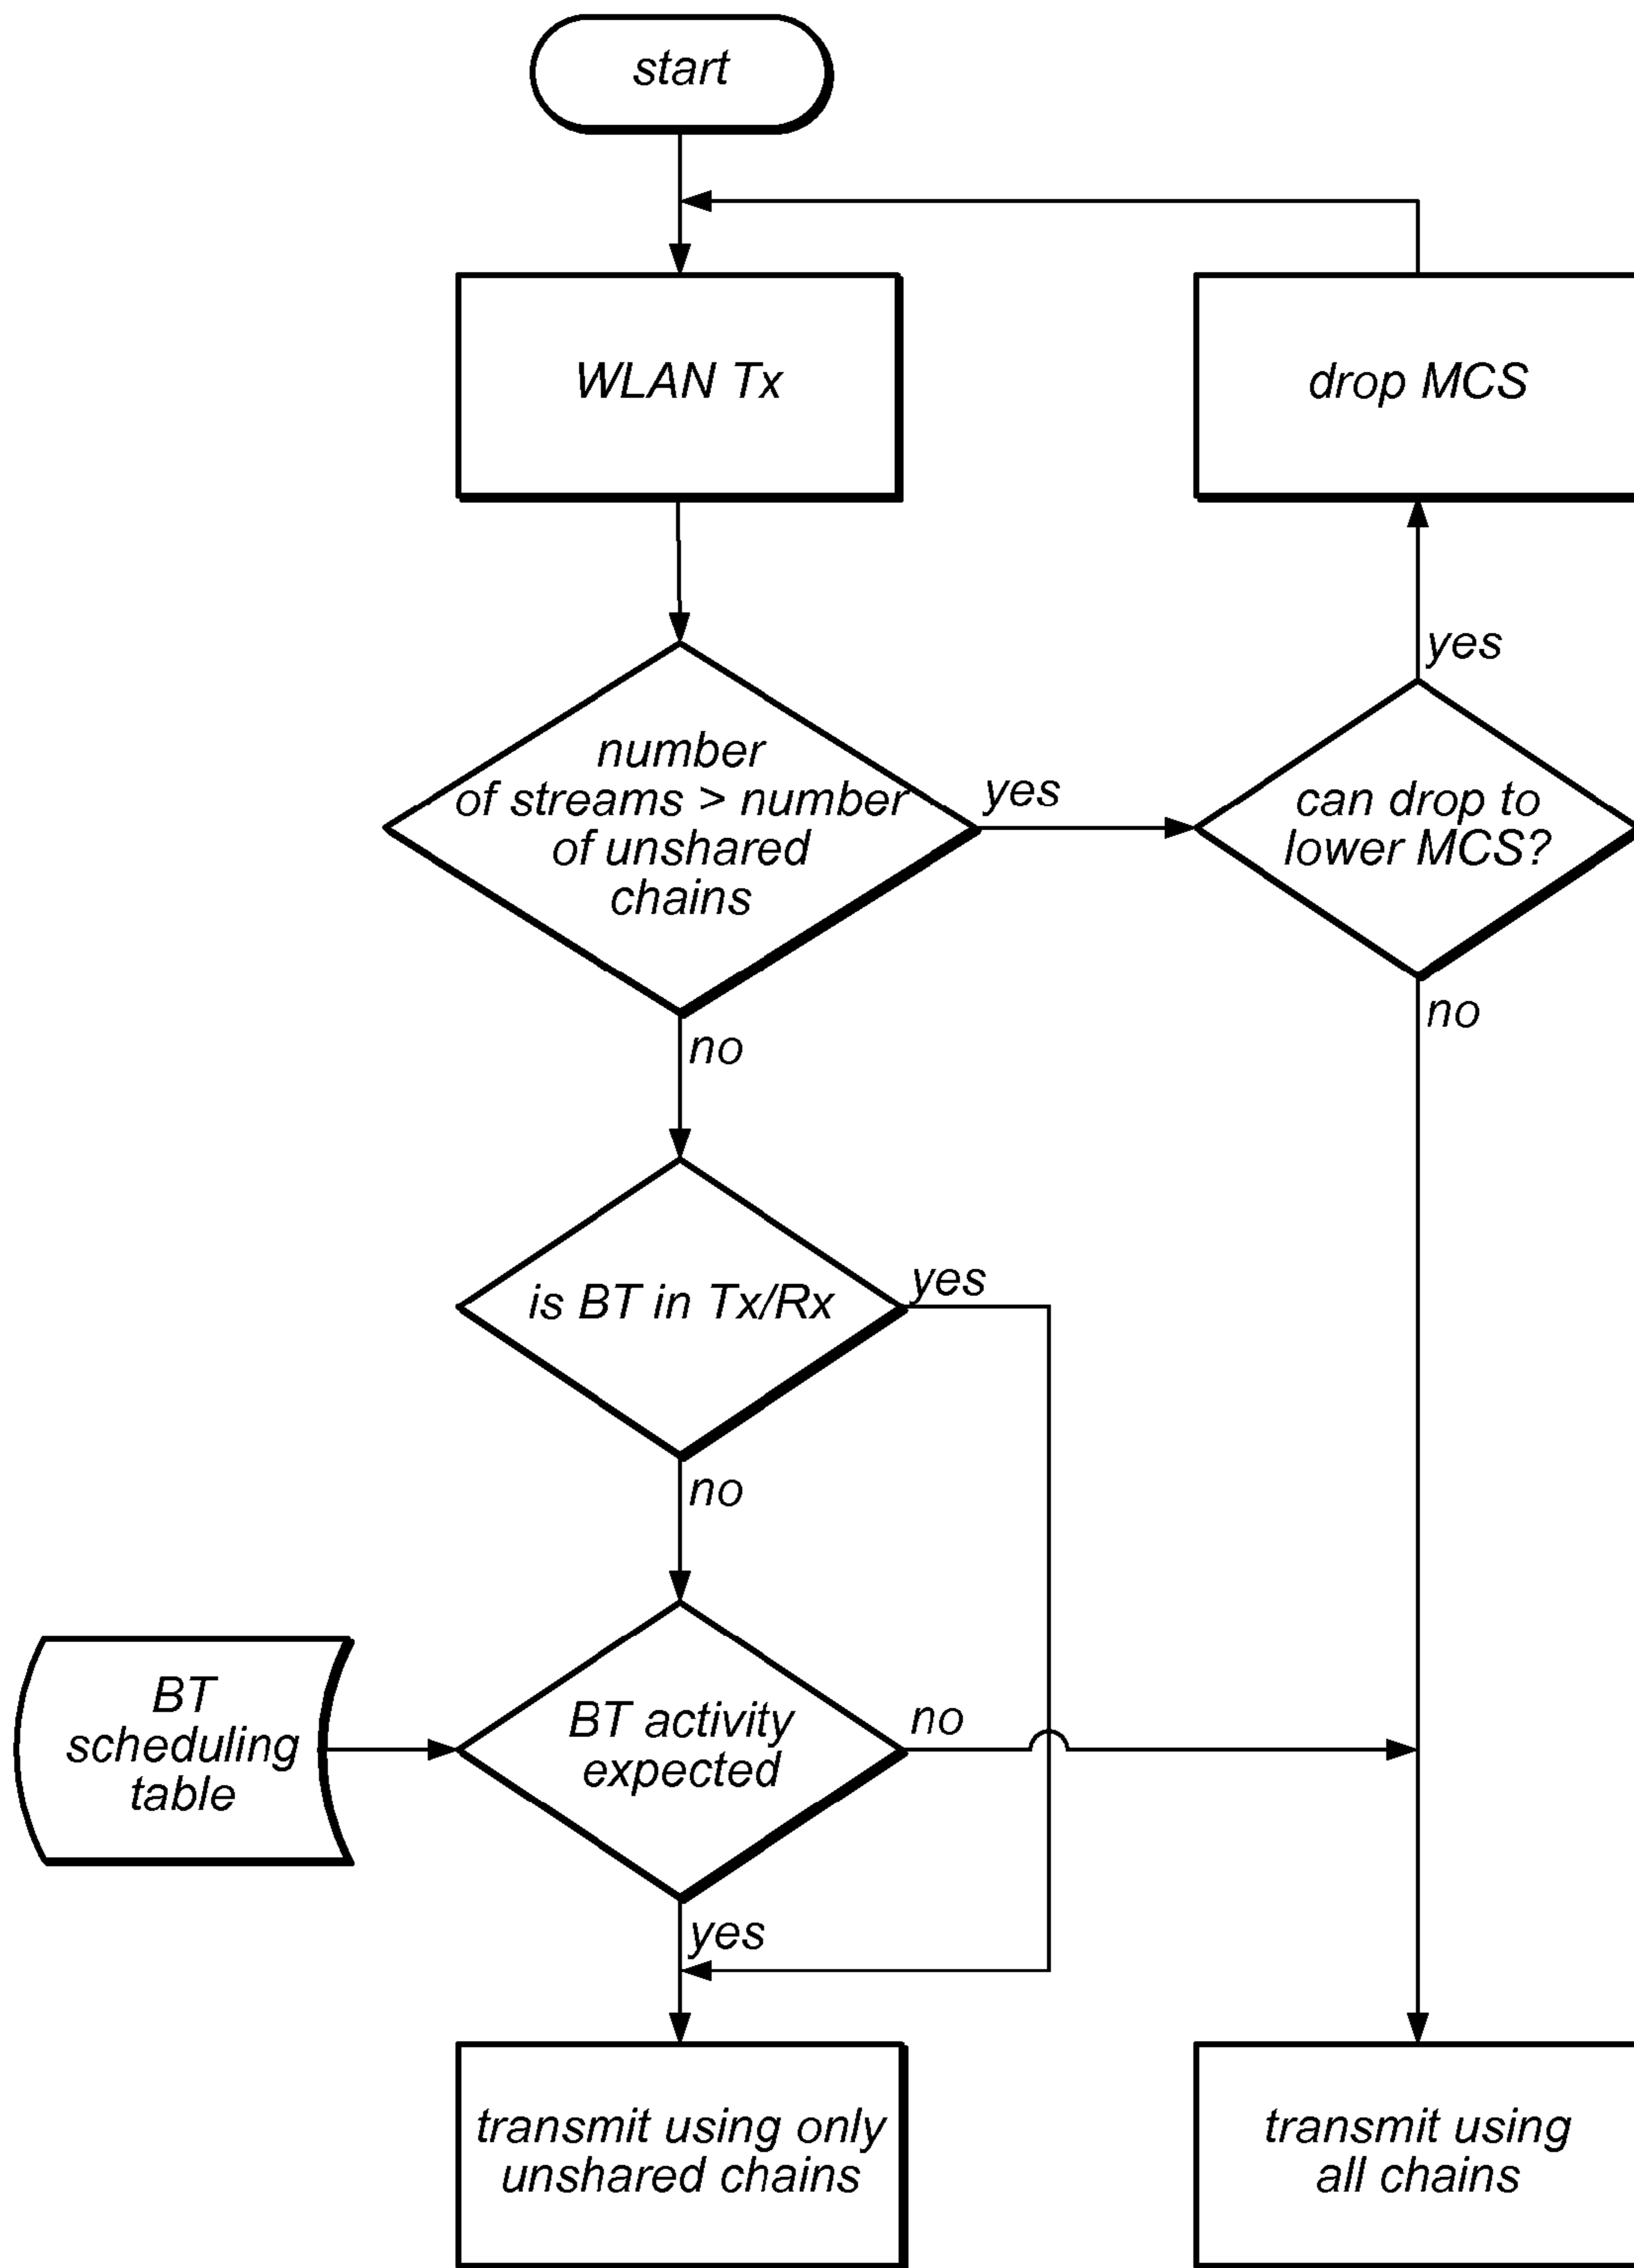 start
WLAN Tx
drop MCS
yes
number
of streams > number
of unshared
chains
yes
can drop to
lower MCS?
no
no
is BT in Tx/Rx
yes
no
BT
scheduling
table
BT activity
expected
no
yes
transmit using only
unshared chains
transmit using
all chains